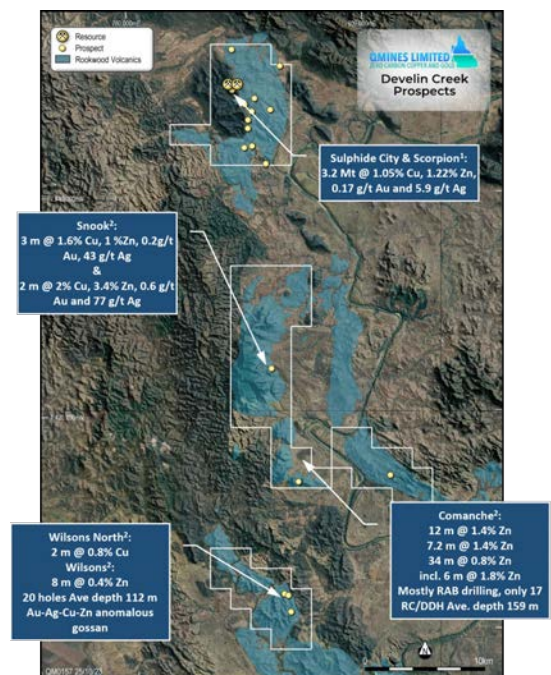 Resource
Prospect
Rookwood Volcanics
QMINES LIMITED
ZERO CARBON COPPER AND GOLD
Develin Creek
Prospects
Sulphide City & Scorpion¹:
3.2 Mt @ 1.05% Cu, 1.22% Zn,
0.17 g/t Au and 5.9 g/t Ag
Snook²:
3 m @ 1.6% Cu, 1 %Zn, 0.2g/t
Au, 43 g/t Ag
&
2 m @ 2% Cu, 3.4% Zn, 0.6 g/t
Au and 77 g/t Ag
Comanche²:
12 m @ 1.4% Zn
7.2 m @ 1.4% Zn
34 m @ 0.8% Zn
incl. 6 m @ 1.8% Zn
Mostly RAB drilling, only 17
RC/DDH Ave. depth 159 m
Wilsons North²:
2 m @ 0.8% Cu
Wilsons²:
8 m @ 0.4% Zn
20 holes Ave depth 112 m
Au-Ag-Cu-Zn anomalous
gossan
0
10km
QM0157 25/10/23